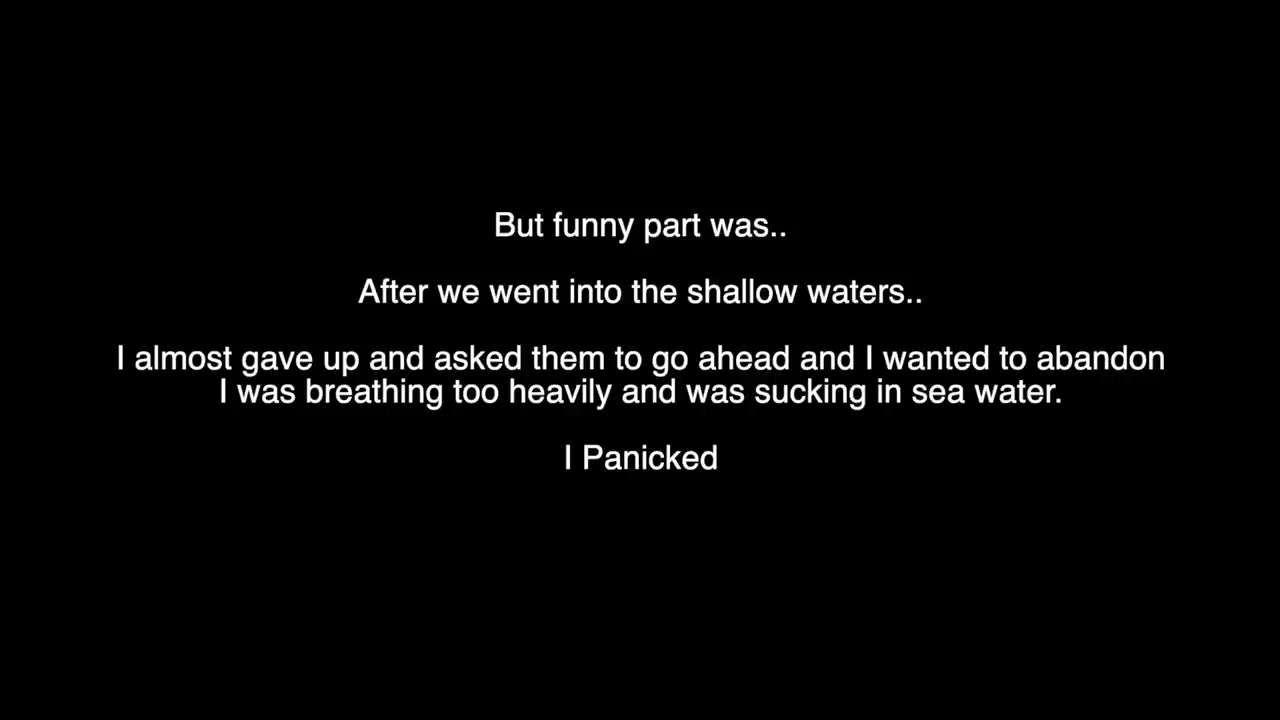 But funny part was..
After we went into the shallow waters..
I almost gave up and asked them to go ahead and I wanted to abandon
I was breathing too heavily and was sucking in sea water.
I Panicked